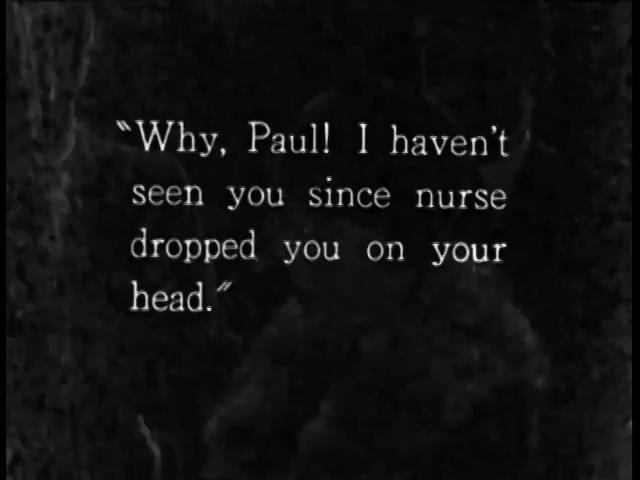 "Why, Paul! I haven't
seen you since nurse
dropped you on your
head."